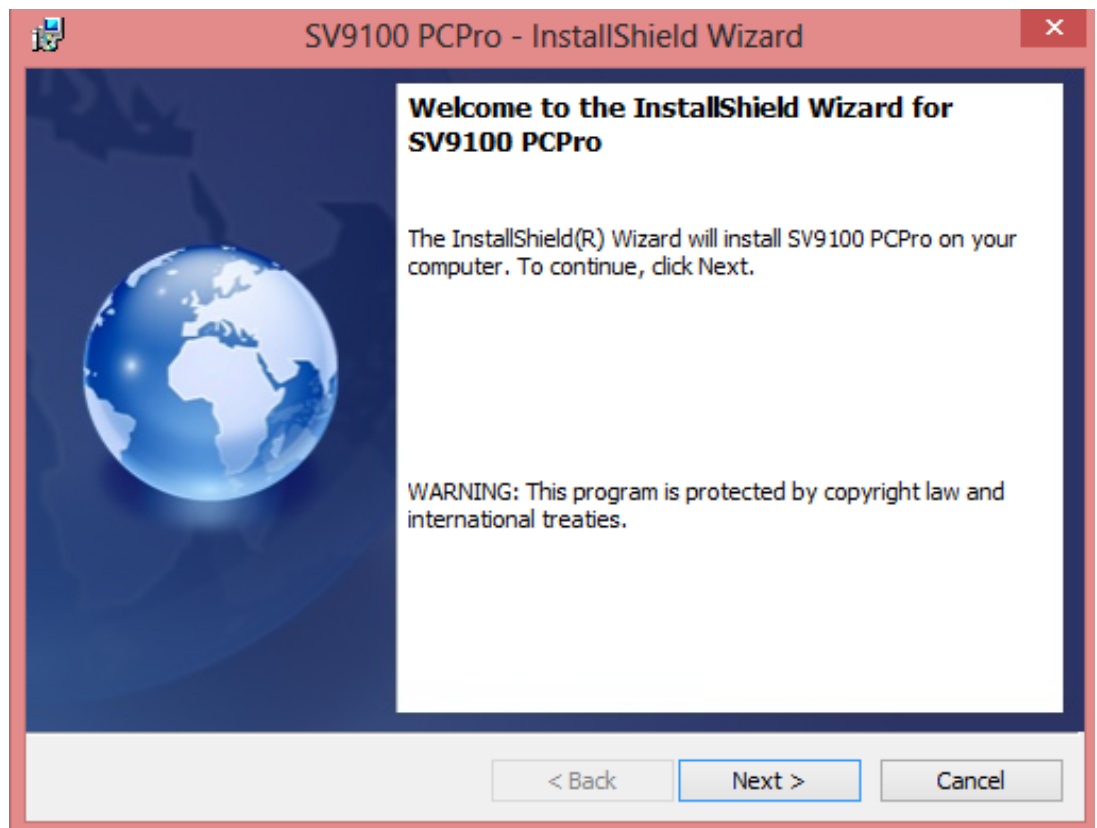 SV9100 PCPro - InstallShield Wizard
Welcome to the InstallShield Wizard for
SV9100 PCPro
The InstallShield(R) Wizard will install SV9100 PCPro on your
computer. To continue, click Next.
WARNING: This program is protected by copyright law and
international treaties.
< Back Next > Cancel